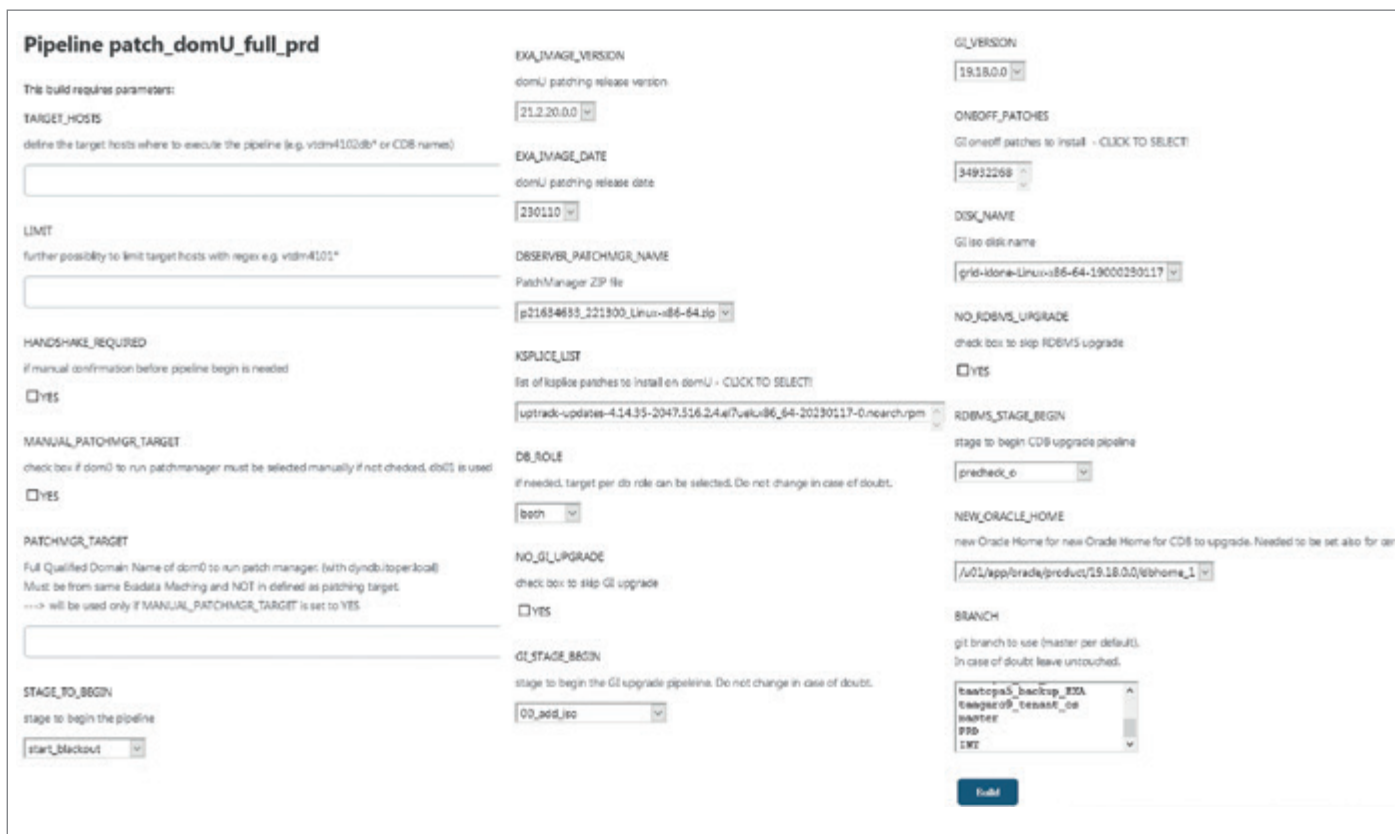 Pipeline patch_domU_full_prd
This build requires parameters:
TARGET_HOSTS
define the target hosts where to execute the pipeline (e.g. vtdm4102db* or CDB names)
LIMIT
further possiblity to limit target hosts with regex e.g. vtdm4101*
HANDSHAKE_REQUIRED
if manual confirmation before pipeline begin is needed
YES
MANUAL_PATCHMGR_TARGET
check box if dom0 to run patchmanager must be selected manually if not checked, db01 is used
YES
PATCHMGR_TARGET
Full Qualified Domain Name of dom0 to run patch manager. (with
Must be from same Exadata Maching and NOT in defined as patching target.
---> will be used only if MANUAL_PATCHMGR_TARGET is set to YES
STAGE_TO_BEGIN
stage to begin the pipeline
start_blackout
EXA_IMAGE_VERSION
domU patching release version
21.2.20.0.0
EXA_IMAGE_DATE
domU patching release date
230110
DBSERVER_PATCHMGR_NAME
PatchManager ZIP file
p21634633_221300_Linux-x86-64.zip
KSPLICE_LIST
list of ksplice patches to install on domU - CLICK TO SELECT!
uptrack-updates-4.14.35-2047.516.2.4.el7uek.x86_64-20230117-0.noarch.rpm
DB_ROLE
if needed, target per db role can be selected. Do not change in case of doubt.
both
NO_GI_UPGRADE
check box to skip GI upgrade
YES
GI_STAGE_BEGIN
stage to begin the GI upgrade pipeleine. Do not change in case of doubt.
00_add_iso
GI_VERSION
19.18.0.0
ONEOFF_PATCHES
GI oneoff patches to install - CLICK TO SELECT!
34932268
DISK_NAME
GI iso disk name
grid-klone-Linux-x86-64-19000230117
NO_RDBMS_UPGRADE
check box to skip RDBMS upgrade
YES
RDBMS_STAGE_BEGIN
stage to begin CDB upgrade pipeline
precheck_o
NEW_ORACLE_HOME
new Oracle Home for new Oracle Home for CDB to upgrade. Needed to be set also for
/u01/app/oracle/product/19.18.0.0/dbhome_1
BRANCH
git branch to use (master per default).
In case of doubt leave untouched.
master
PRD
INT
Build